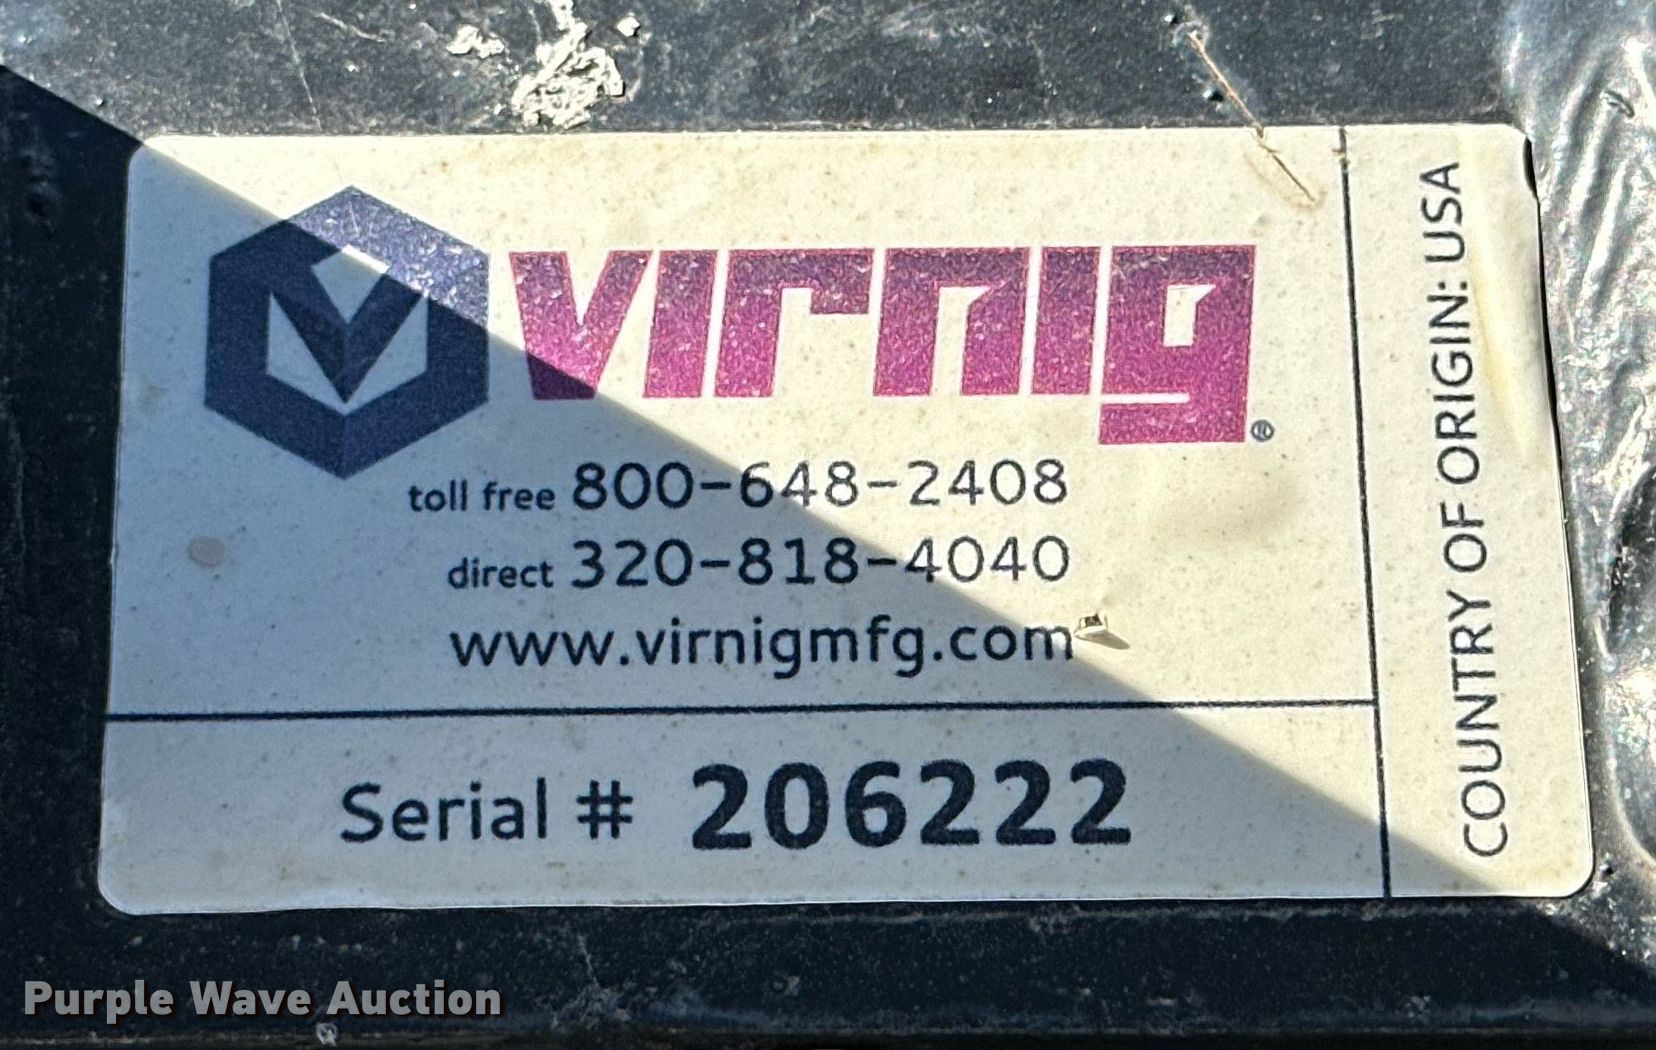 virnig®
toll free 800-648-2408
direct 320-818-4040
www.virnigmfg.com
Serial # 206222
COUNTRY OF ORIGIN: USA
Purple Wave Auction